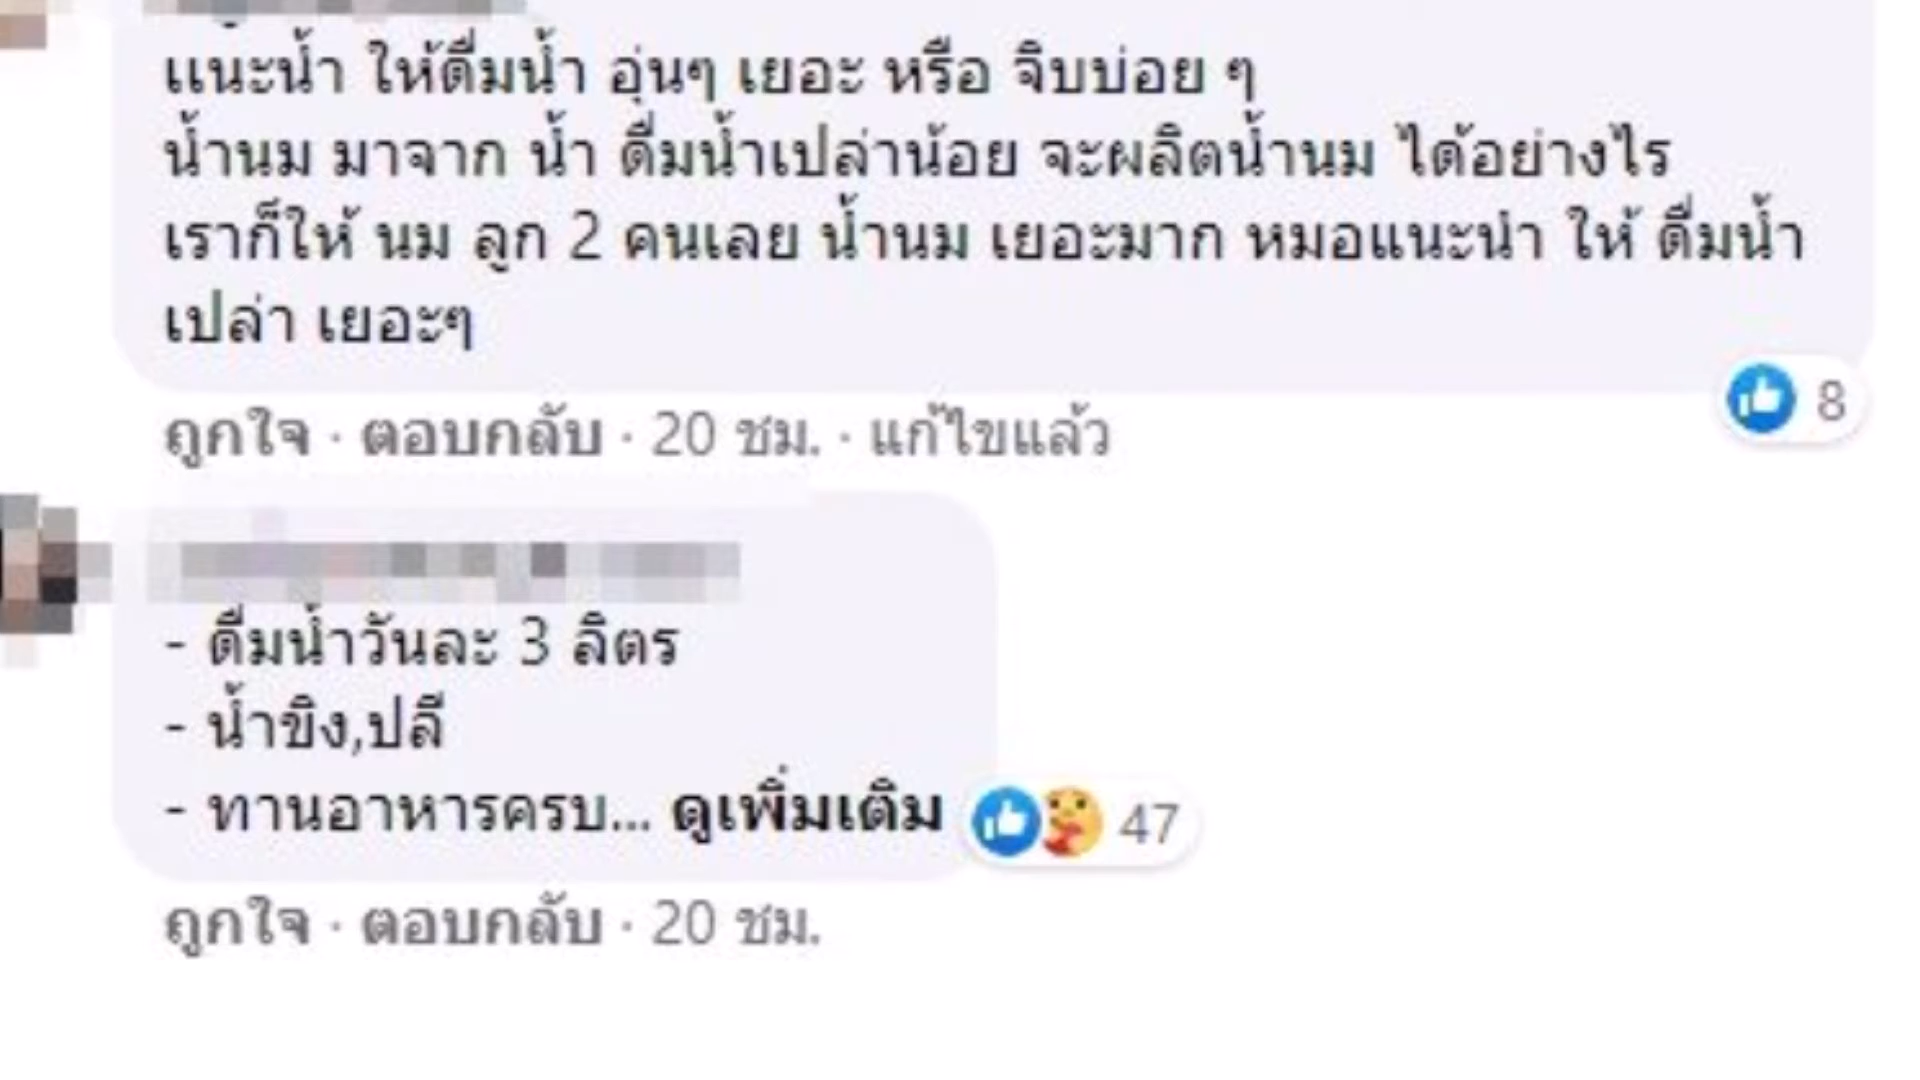 แนะน้ำ ให้ดื่มน้ำ อุ่นๆ เยอะ หรือ จิบบ่อย ๆ
น้ำนม มาจาก น้ำ ดื่มน้ำเปล่าน้อย จะผลิตน้ำนม ได้อย่างไร
เราก็ให้ นม ลูก 2 คนเลย น้ำนม เยอะมาก หมอแนะนำ ให้ ดื่มน้ำ
เปล่า เยอะๆ
8
ถูกใจ · ตอบกลับ · 20 ชม. · แก้ไขแล้ว
- ดื่มน้ำวันละ 3 ลิตร
- น้ำขิง,ปลี
- ทานอาหารครบ... ดูเพิ่มเติม 47
ถูกใจ · ตอบกลับ · 20 ชม.